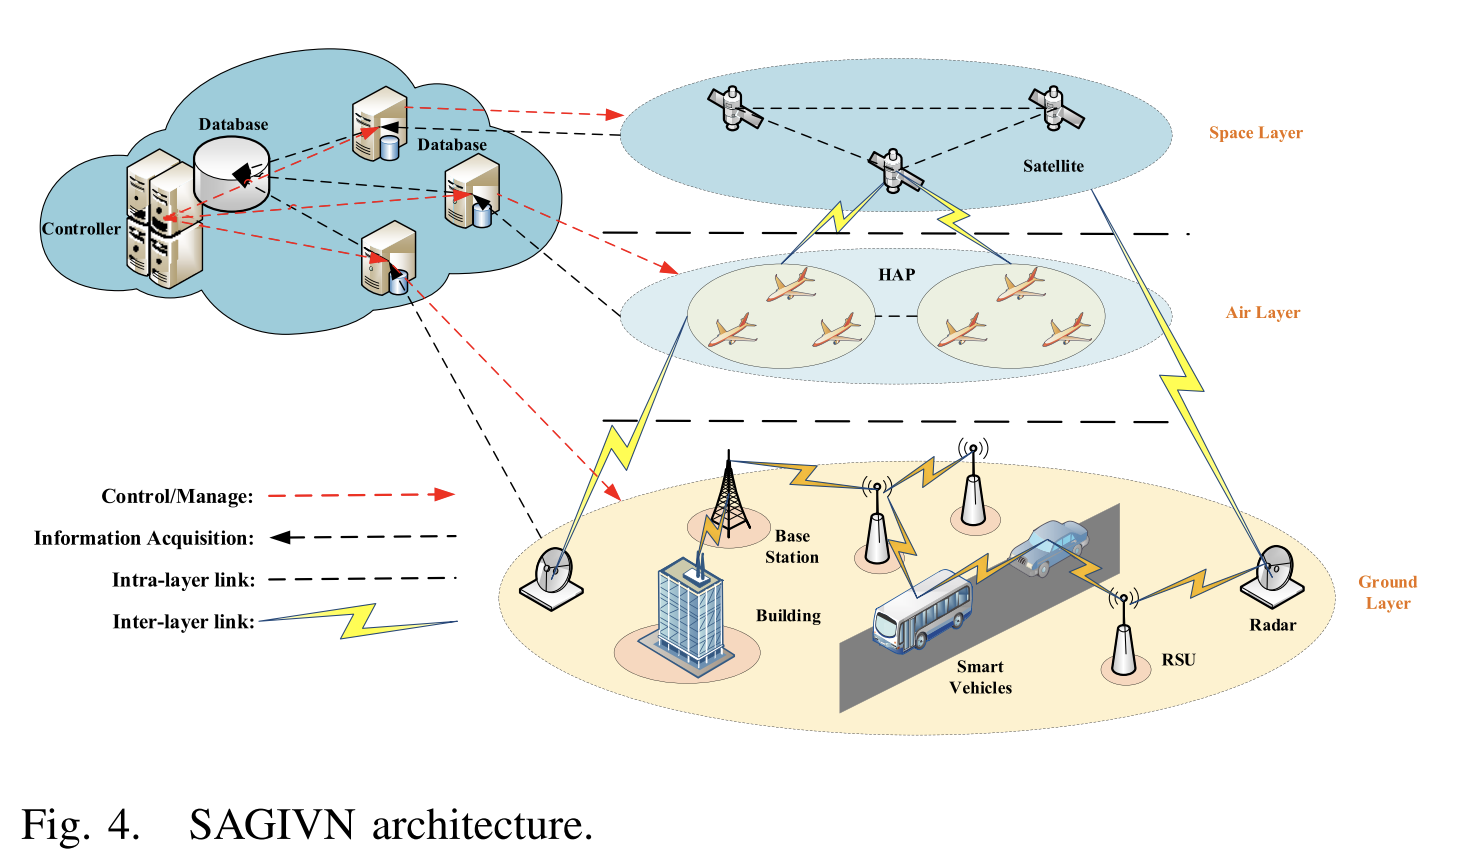 Database
Database
Controller
Space Layer
Satellite
HAP
Air Layer
Control/Manage:
Information Acquisition:
Intra-layer link:
Inter-layer link:
Base
Station
Building
Smart
Vehicles
RSU
Radar
Ground
Layer
Fig. 4. SAGIVN architecture.